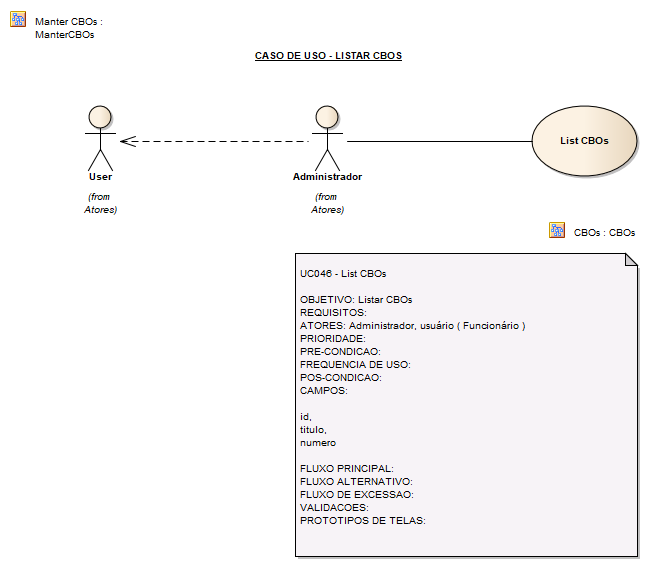 Manter CBOs :
ManterCBOs
CASO DE USO - LISTAR CBOS
User
(from
Atores)
Administrador
(from
Atores)
List CBOs
CBOs : CBOs
UC046 - List CBOs
OBJETIVO: Listar CBOs
REQUISITOS:
ATORES: Administrador, usuário ( Funcionário )
PRIORIDADE:
PRE-CONDICAO:
FREQUENCIA DE USO:
POS-CONDICAO:
CAMPOS:
id,
titulo,
numero
FLUXO PRINCIPAL:
FLUXO ALTERNATIVO:
FLUXO DE EXCESSAO:
VALIDACOES:
PROTOTIPOS DE TELAS: